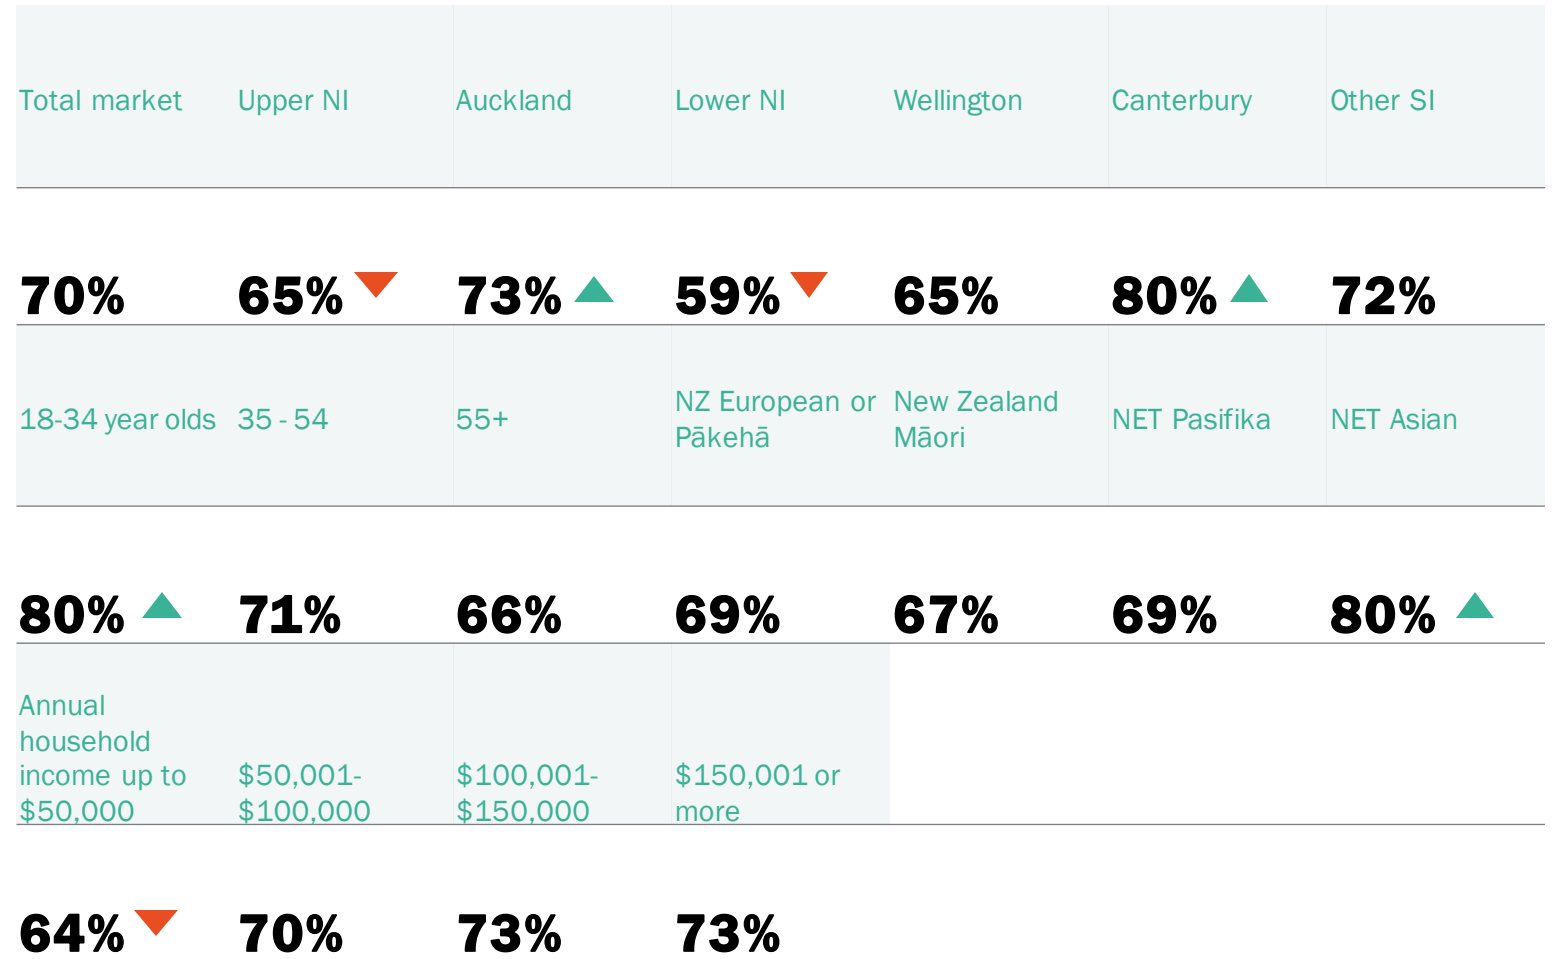 Total market Upper NI Auckland Lower NI Wellington Canterbury Other SI
70% 65% 73% 59% 65% 80% 72%
18-34 year olds 35 - 54 55+ NZ European or Pākehā New Zealand Māori NET Pasifika NET Asian
80% 71% 66% 69% 67% 69% 80%
Annual household income up to $50,000 $50,001-$100,000 $100,001-$150,000 $150,001 or more
64% 70% 73% 73%